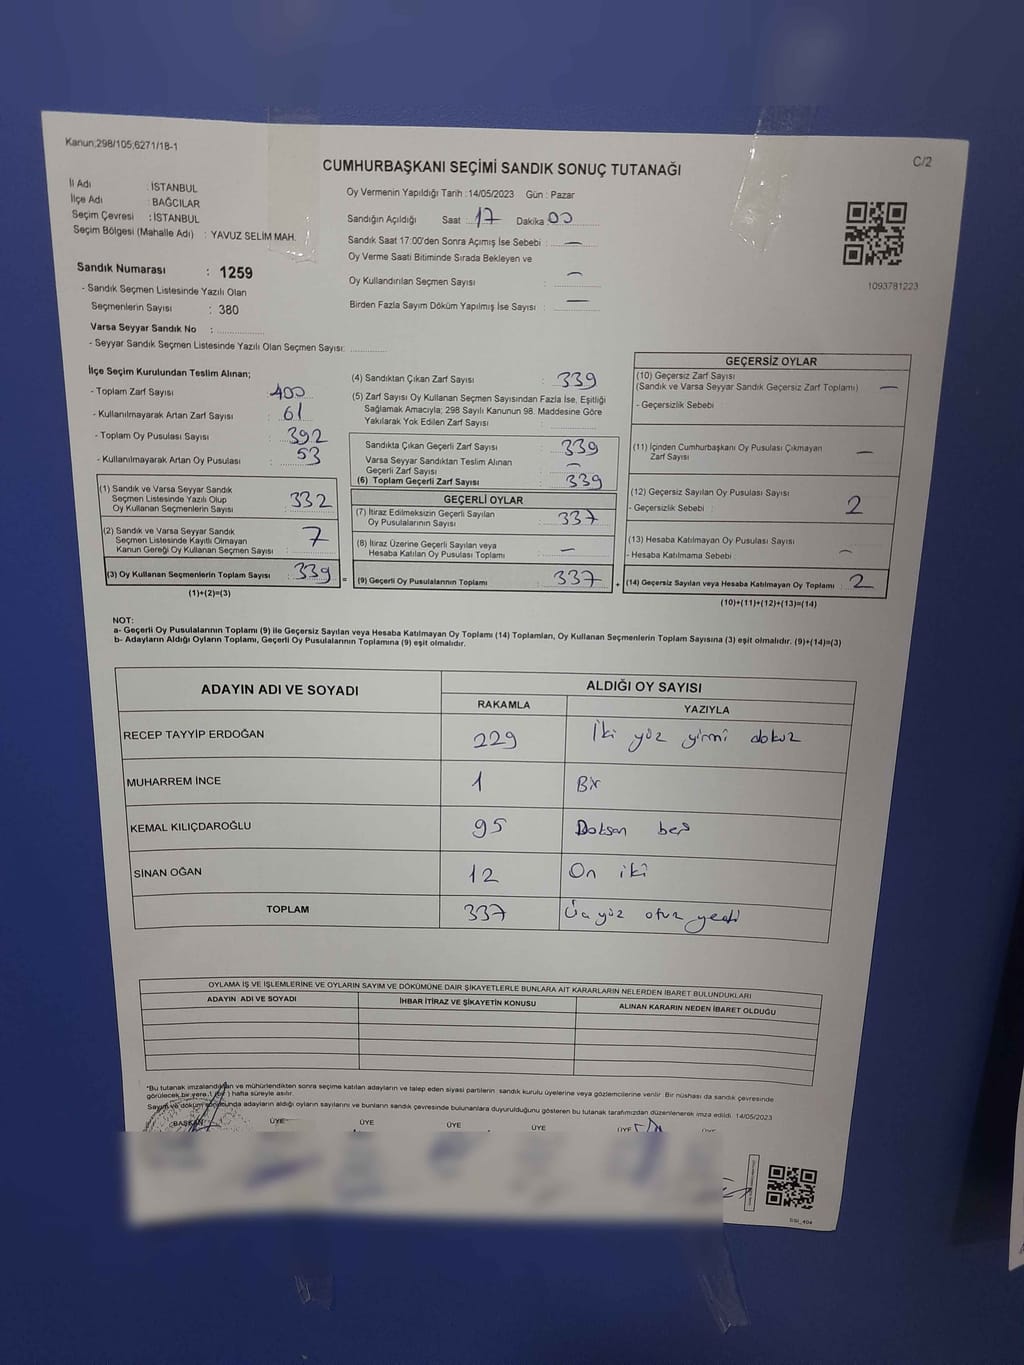 Kanun;298/105;6271/18-1
C/2
CUMHURBAŞKANI SEÇİMİ SANDIK SONUÇ TUTANAĞI
İl Adı : İSTANBUL
İlçe Adı : BAĞCILAR
Seçim Çevresi : İSTANBUL
Seçim Bölgesi (Mahalle Adı) : YAVUZ SELİM MAH.
Sandık Numarası : 1259
- Sandık Seçmen Listesinde Yazılı Olan
Seçmenlerin Sayısı : 380
Varsa Seyyar Sandık No :
- Seyyar Sandık Seçmen Listesinde Yazılı Olan Seçmen Sayısı:
Oy Vermenin Yapıldığı Tarih : 14/05/2023 Gün : Pazar
Sandığın Açıldığı Saat : 17 Dakika : 00
Sandık Saat 17:00'den Sonra Açımış İse Sebebi : —
Oy Verme Saati Bitiminde Sırada Bekleyen ve
Oy Kullandırılan Seçmen Sayısı : —
Birden Fazla Sayım Döküm Yapılmış İse Sayısı : —
1093781223
İlçe Seçim Kurulundan Teslim Alınan;
- Toplam Zarf Sayısı : 400
- Kullanılmayarak Artan Zarf Sayısı : 61
- Toplam Oy Pusulası Sayısı : 392
- Kullanılmayarak Artan Oy Pusulası : 53
(1) Sandık ve Varsa Seyyar Sandık
Seçmen Listesinde Yazılı Olup
Oy Kullanan Seçmenlerin Sayısı : 332
(2) Sandık ve Varsa Seyyar Sandık
Seçmen Listesinde Kayıtlı Olmayan
Kanun Gereği Oy Kullanan Seçmen Sayısı : 7
(3) Oy Kullanan Seçmenlerin Toplam Sayısı : 339 =
(1)+(2)=(3)
(4) Sandıktan Çıkan Zarf Sayısı : 339
(5) Zarf Sayısı Oy Kullanan Seçmen Sayısından Fazla İse, Eşitliği
Sağlamak Amacıyla; 298 Sayılı Kanunun 98. Maddesine Göre
Yakılarak Yok Edilen Zarf Sayısı :
Sandıkta Çıkan Geçerli Zarf Sayısı : 339
Varsa Seyyar Sandıktan Teslim Alınan
Geçerli Zarf Sayısı : —
(6) Toplam Geçerli Zarf Sayısı : 339
GEÇERLİ OYLAR
(7) İtiraz Edilmeksizin Geçerli Sayılan
Oy Pusulalarının Sayısı : 337
(8) İtiraz Üzerine Geçerli Sayılan veya
Hesaba Katılan Oy Pusulası Toplamı : —
(9) Geçerli Oy Pusulalarının Toplamı : 337 +
GEÇERSİZ OYLAR
(10) Geçersiz Zarf Sayısı
(Sandık ve Varsa Seyyar Sandık Geçersiz Zarf Toplamı) —
- Geçersizlik Sebebi :
(11) İçinden Cumhurbaşkanı Oy Pusulası Çıkmayan
Zarf Sayısı —
(12) Geçersiz Sayılan Oy Pusulası Sayısı
- Geçersizlik Sebebi : 2
(13) Hesaba Katılmayan Oy Pusulası Sayısı
- Hesaba Katılmama Sebebi : —
(14) Geçersiz Sayılan veya Hesaba Katılmayan Oy Toplamı : 2
(10)+(11)+(12)+(13)=(14)
NOT:
a- Geçerli Oy Pusulalarının Toplamı (9) ile Geçersiz Sayılan veya Hesaba Katılmayan Oy Toplamı (14) Toplamları, Oy Kullanan Seçmenlerin Toplam Sayısına (3) eşit olmalıdır. (9)+(14)=(3)
b- Adayların Aldığı Oyların Toplamı, Geçerli Oy Pusulalarının Toplamına (9) eşit olmalıdır.
ADAYIN ADI VE SOYADI ALDIĞI OY SAYISI
RAKAMLA YAZIYLA
RECEP TAYYİP ERDOĞAN 229 İki yüz yirmi dokuz
MUHARREM İNCE 1 Bir
KEMAL KILIÇDAROĞLU 95 Doksan beş
SİNAN OĞAN 12 On iki
TOPLAM 337 Üç yüz otuz yedi
OYLAMA İŞ VE İŞLEMLERİNE VE OYLARIN SAYIM VE DÖKÜMÜNE DAİR ŞİKAYETLERLE BUNLARA AİT KARARLARIN NELERDEN İBARET BULUNDUKLARI
ADAYIN ADI VE SOYADI İHBAR İTİRAZ VE ŞİKAYETİN KONUSU ALINAN KARARIN NEDEN İBARET OLDUĞU
*Bu tutanak imzalandıktan ve mühürlendikten sonra seçime katılan adayların ve talep eden siyasi partilerin sandık kurulu üyelerine veya gözlemcilerine verilir. Bir nüshası da sandık çevresinde
görülecek bir yere 1 (bir) hafta süreyle asılır.
Sayım ve döküm sonucunda adayların aldığı oyların sayılarını ve bunların sandık çevresinde bulunanlara duyurulduğunu gösteren bu tutanak tarafımızdan düzenlenerek imza edildi. 14/05/2023
BAŞKAN ÜYE ÜYE ÜYE ÜYE ÜYE